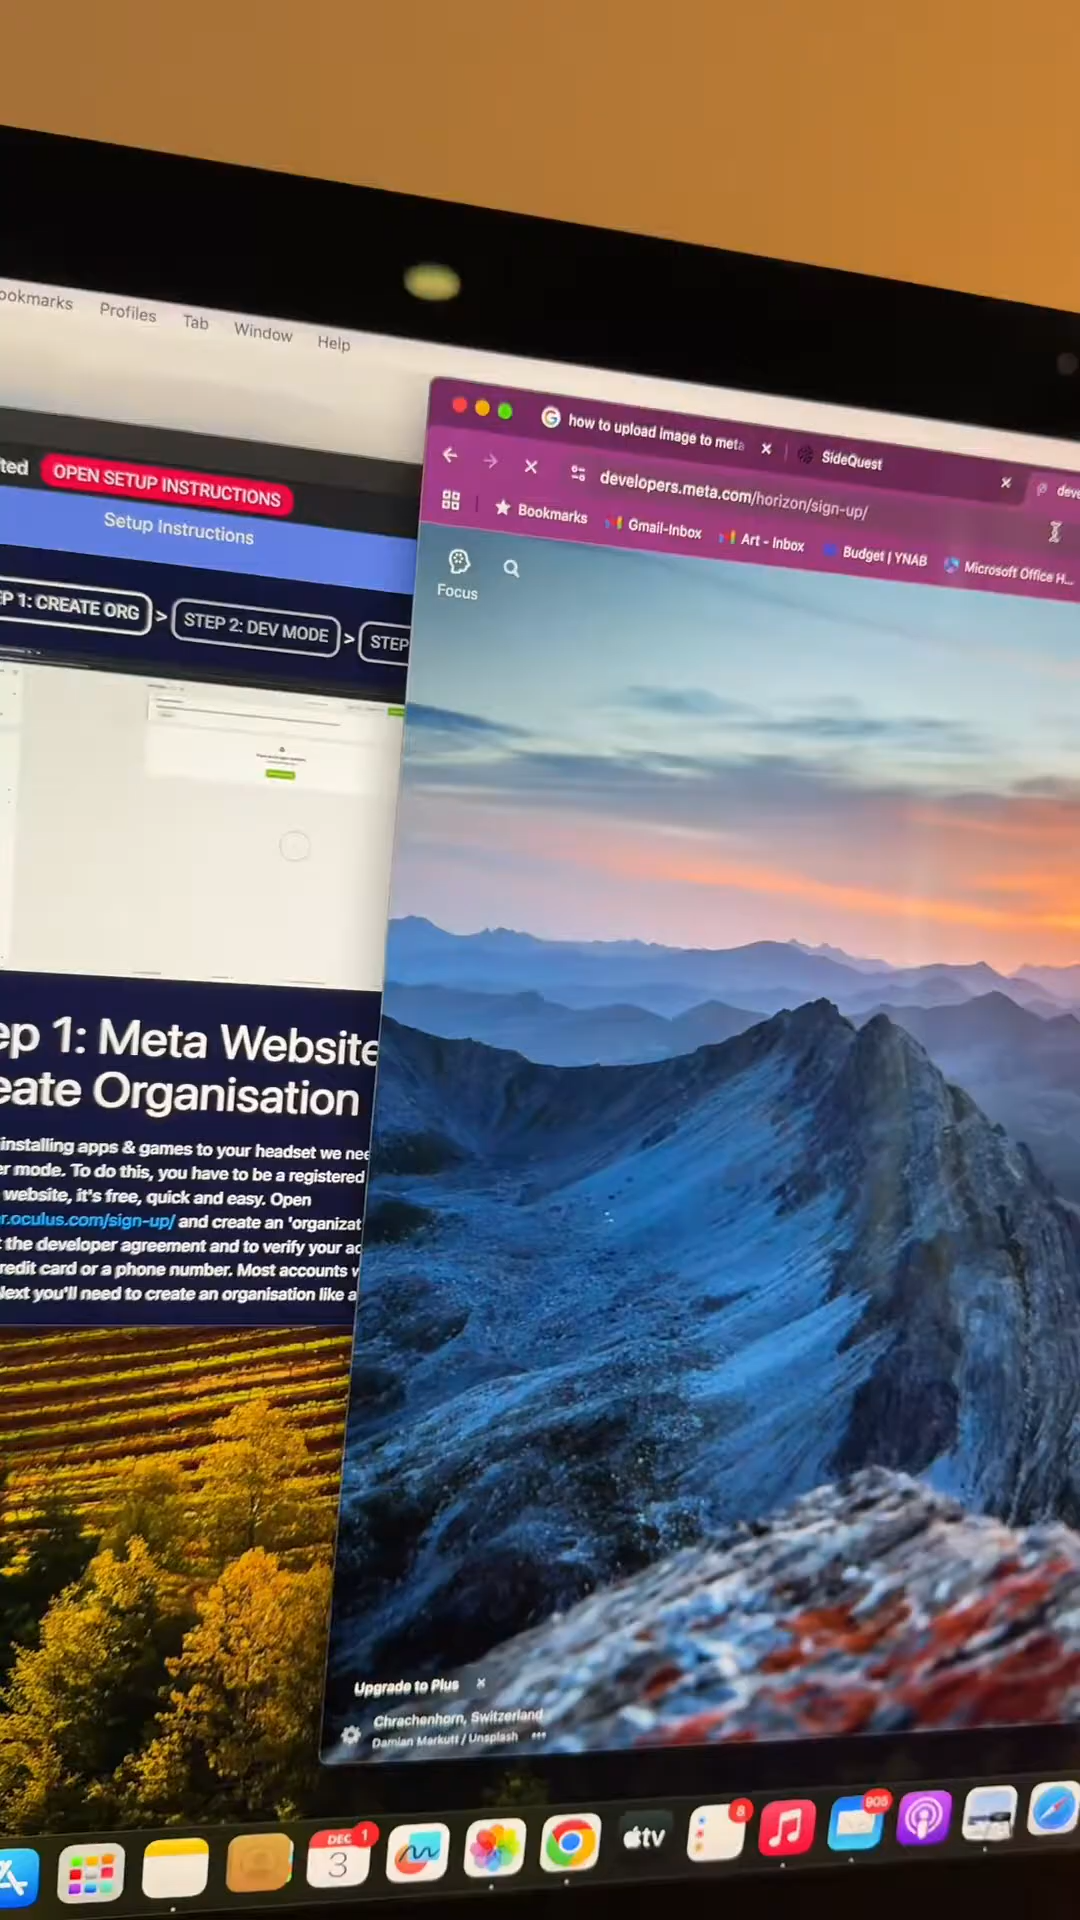 ookmarks Profiles Tab Window Help
how to upload image to meta
SideQuest
deve
developers.meta.com/horizon/sign-up/
Bookmarks
Gmail-Inbox
Art - Inbox
Budget | YNAB
Microsoft Office H...
Focus
ted
OPEN SETUP INSTRUCTIONS
Setup Instructions
P 1: CREATE ORG > STEP 2: DEV MODE > STEP
ep 1: Meta Website
eate Organisation
installing apps & games to your headset we nee
er mode. To do this, you have to be a registered
website, it's free, quick and easy. Open
r.oculus.com/sign-up/ and create an 'organizat
t the developer agreement and to verify your ac
redit card or a phone number. Most accounts w
Next you'll need to create an organisation like a
Upgrade to Plus
Chrachenhorn, Switzerland
Damian Markutt / Unsplash
DEC 1
3
tv
8
905